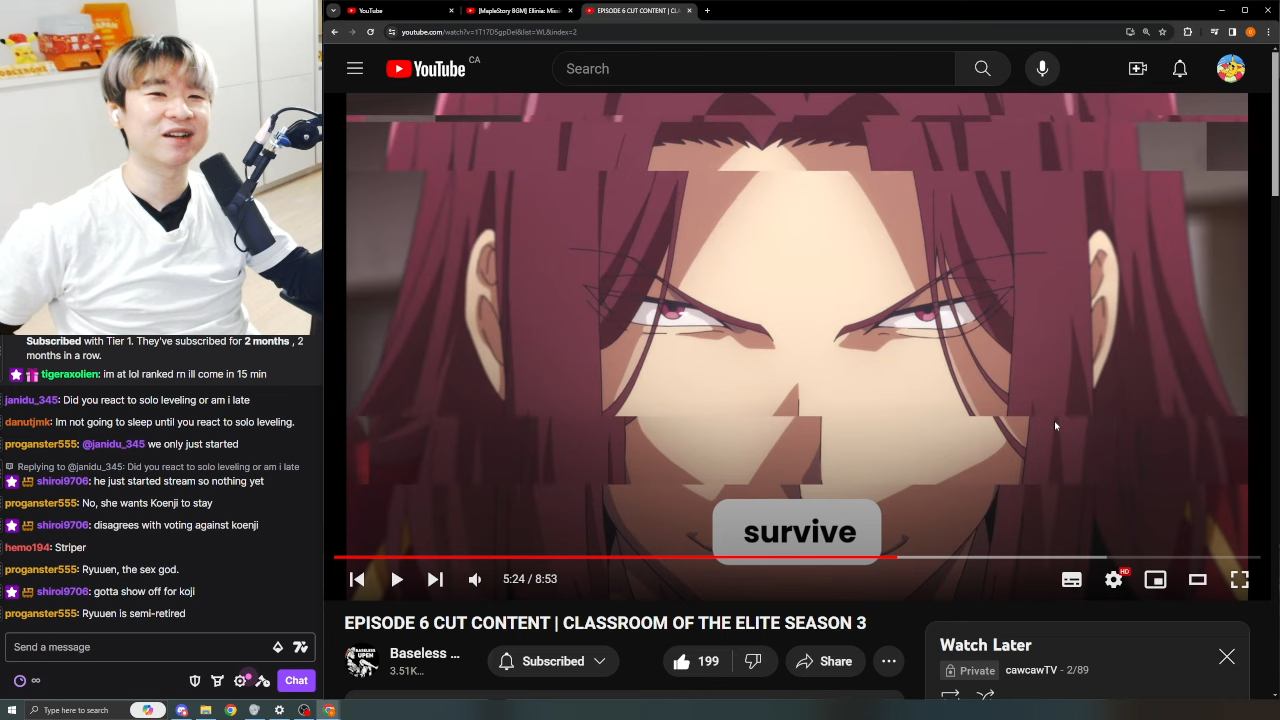 YouTube
[MapleStory BGM] Ellinia: Missi
EPISODE 6 CUT CONTENT | CLA
youtube.com/watch?v=1T17D5gpDeI&list=WL&index=2
YouTube CA
Search
survive
5:24 / 8:53
HD
EPISODE 6 CUT CONTENT | CLASSROOM OF THE ELITE SEASON 3
Baseless ...
3.51K...
Subscribed
199
Share
Watch Later
Private
cawcawTV - 2/89
Subscribed with Tier 1. They've subscribed for 2 months , 2
months in a row.
tigeraxolien: im at lol ranked rn ill come in 15 min
janidu_345: Did you react to solo leveling or am i late
danutjmk: Im not going to sleep until you react to solo leveling.
proganster555: @janidu_345 we only just started
Replying to @janidu_345: Did you react to solo leveling or am i late
shiroi9706: he just started stream so nothing yet
proganster555: No, she wants Koenji to stay
shiroi9706: disagrees with voting against koenji
hemo194: Striper
proganster555: Ryuuen, the sex god.
shiroi9706: gotta show off for koji
proganster555: Ryuuen is semi-retired
Send a message
Chat
Type here to search